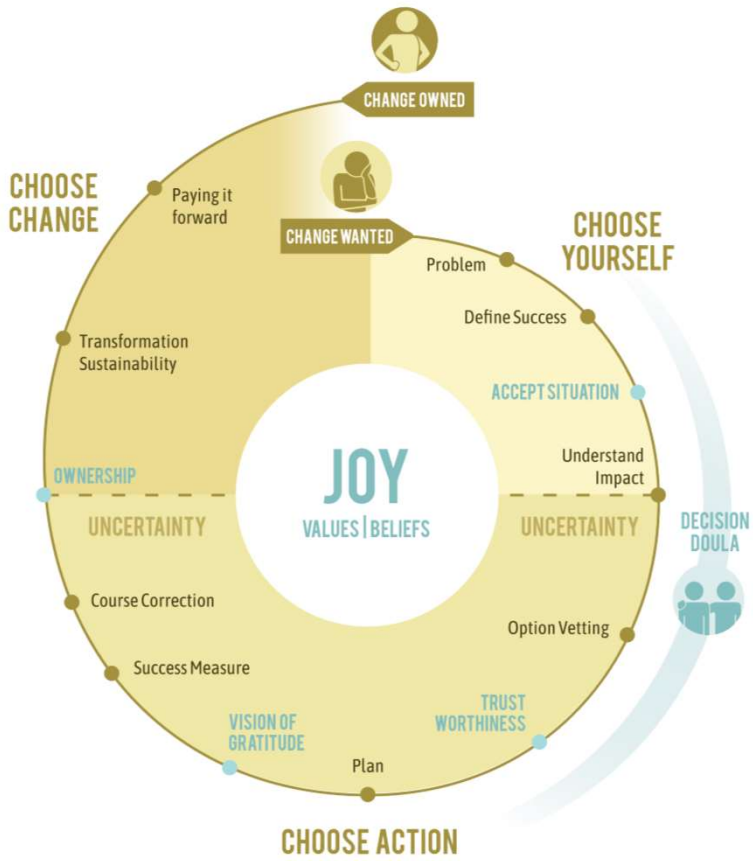 CHANGE OWNED
CHOOSE
CHANGE
Paying it
forward
CHANGE WANTED
CHOOSE
YOURSELF
Problem
Define Success
Transformation
Sustainability
ACCEPT SITUATION
Understand
Impact
OWNERSHIP
JOY
VALUES | BELIEFS
UNCERTAINTY
UNCERTAINTY
DECISION
DOULA
Course Correction
Option Vetting
Success Measure
TRUST
WORTHINESS
VISION OF
GRATITUDE
Plan
CHOOSE ACTION